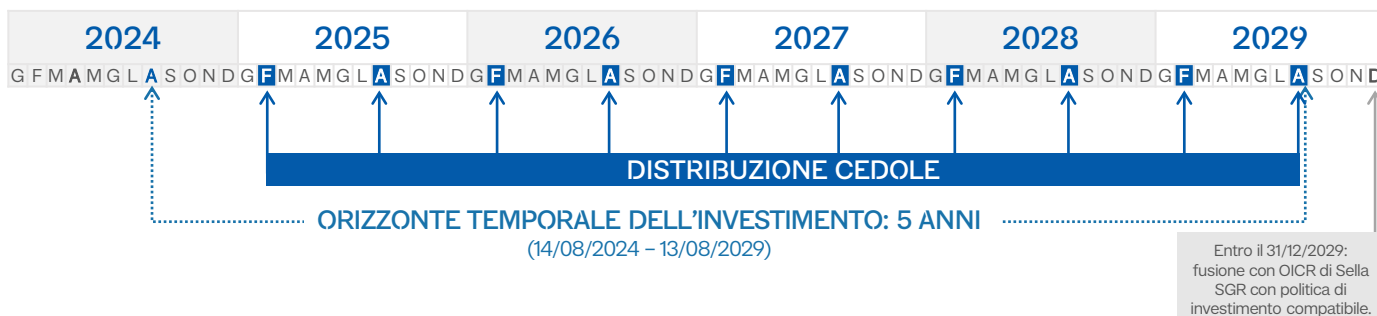 2024 2025 2026 2027 2028 2029
G F M A M G L A S O N D G F M A M G L A S O N D G F M A M G L A S O N D G F M A M G L A S O N D G F M A M G L A S O N D G F M A M G L A S O N D
DISTRIBUZIONE CEDOLE
ORIZZONTE TEMPORALE DELL'INVESTIMENTO: 5 ANNI
(14/08/2024 – 13/08/2029)
Entro il 31/12/2029:
fusione con OICR di Sella
SGR con politica di
investimento compatibile.